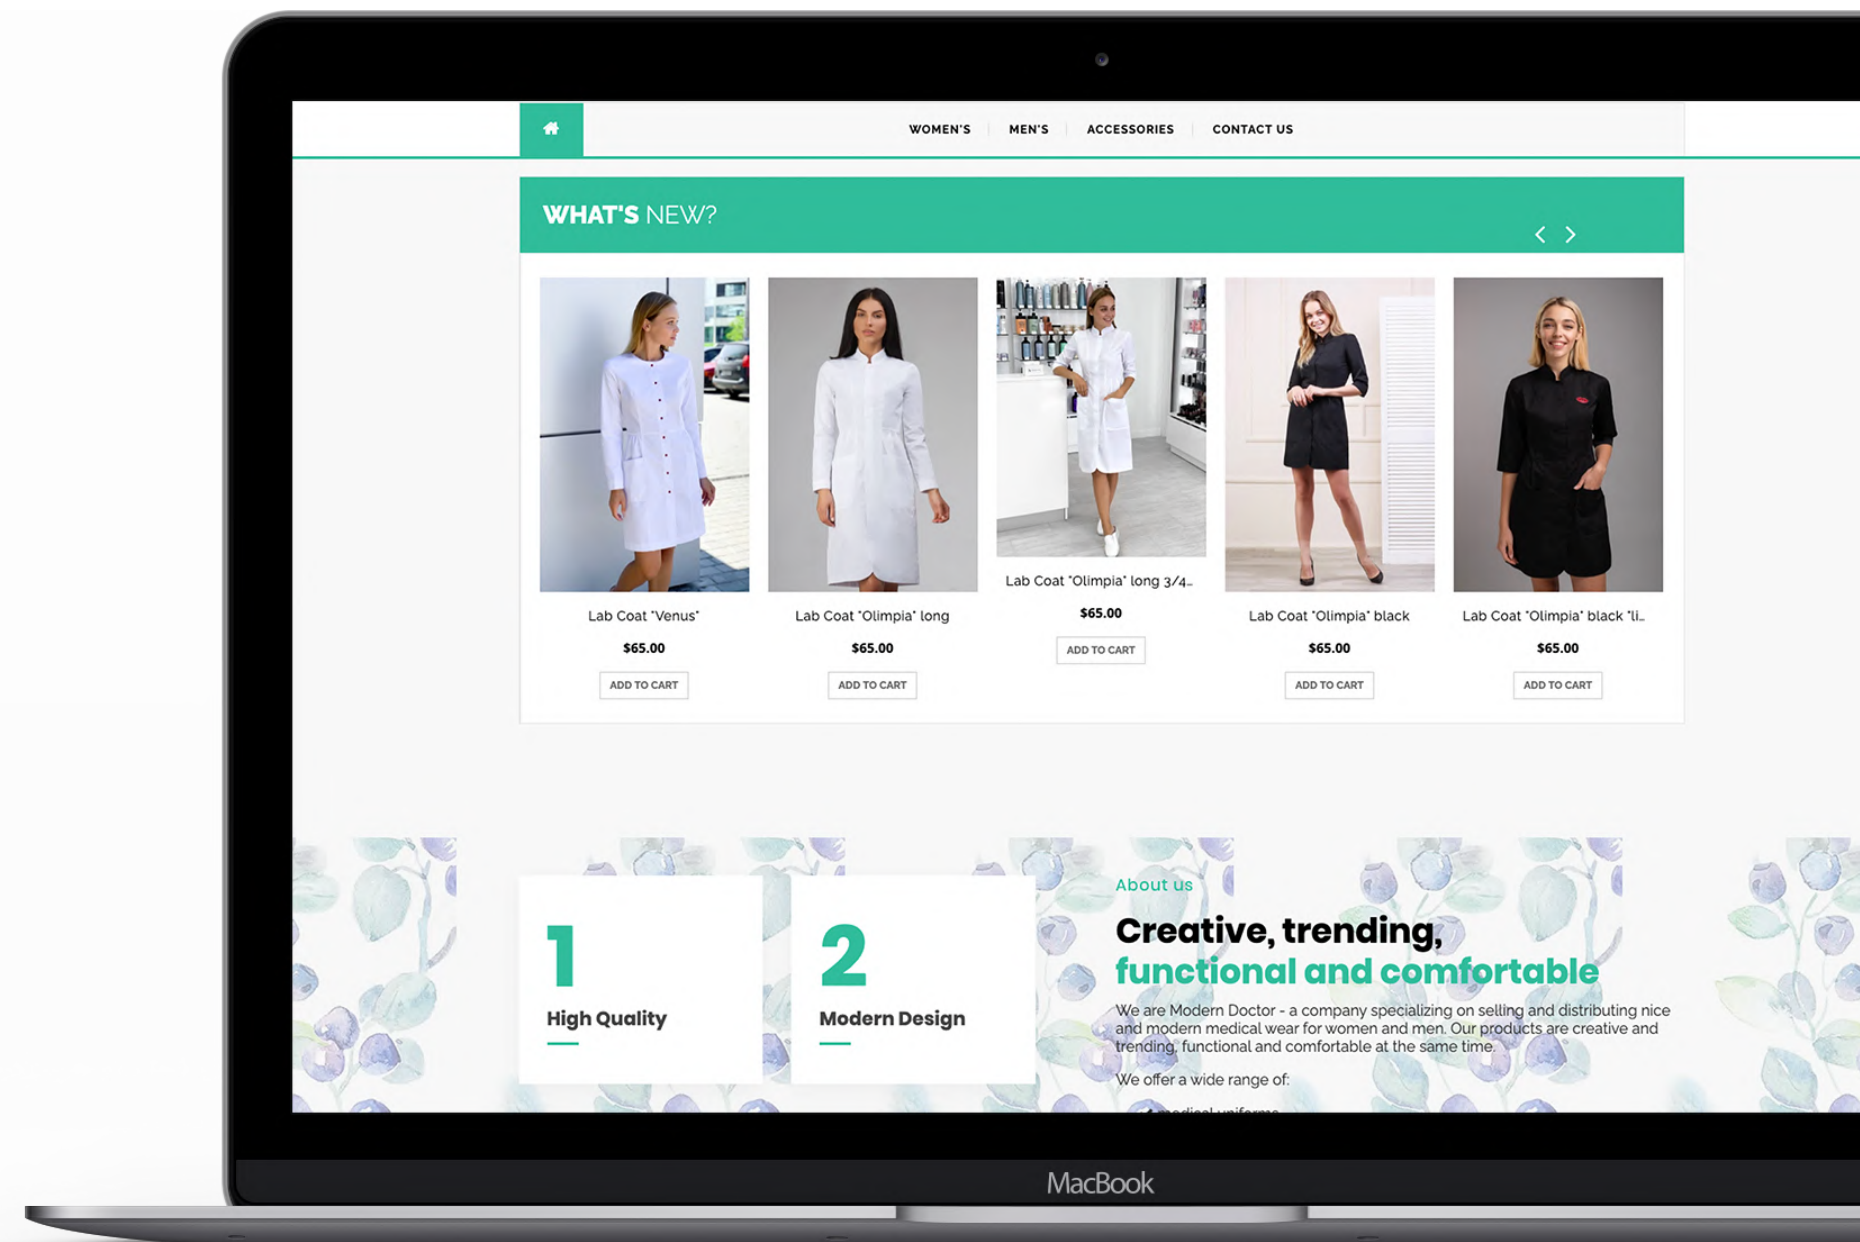 WOMEN'S
MEN'S
ACCESSORIES
CONTACT US
WHAT'S NEW?
Lab Coat "Venus"
$65.00
ADD TO CART
Lab Coat "Olimpia" long
$65.00
ADD TO CART
Lab Coat "Olimpia" long 3/4...
$65.00
ADD TO CART
Lab Coat "Olimpia" black
$65.00
ADD TO CART
Lab Coat "Olimpia" black "li...
$65.00
ADD TO CART
1
High Quality
2
Modern Design
About us
Creative, trending,
functional and comfortable
We are Modern Doctor - a company specializing on selling and distributing nice
and modern medical wear for women and men. Our products are creative and
trending, functional and comfortable at the same time.
We offer a wide range of:
medical uniforms
MacBook